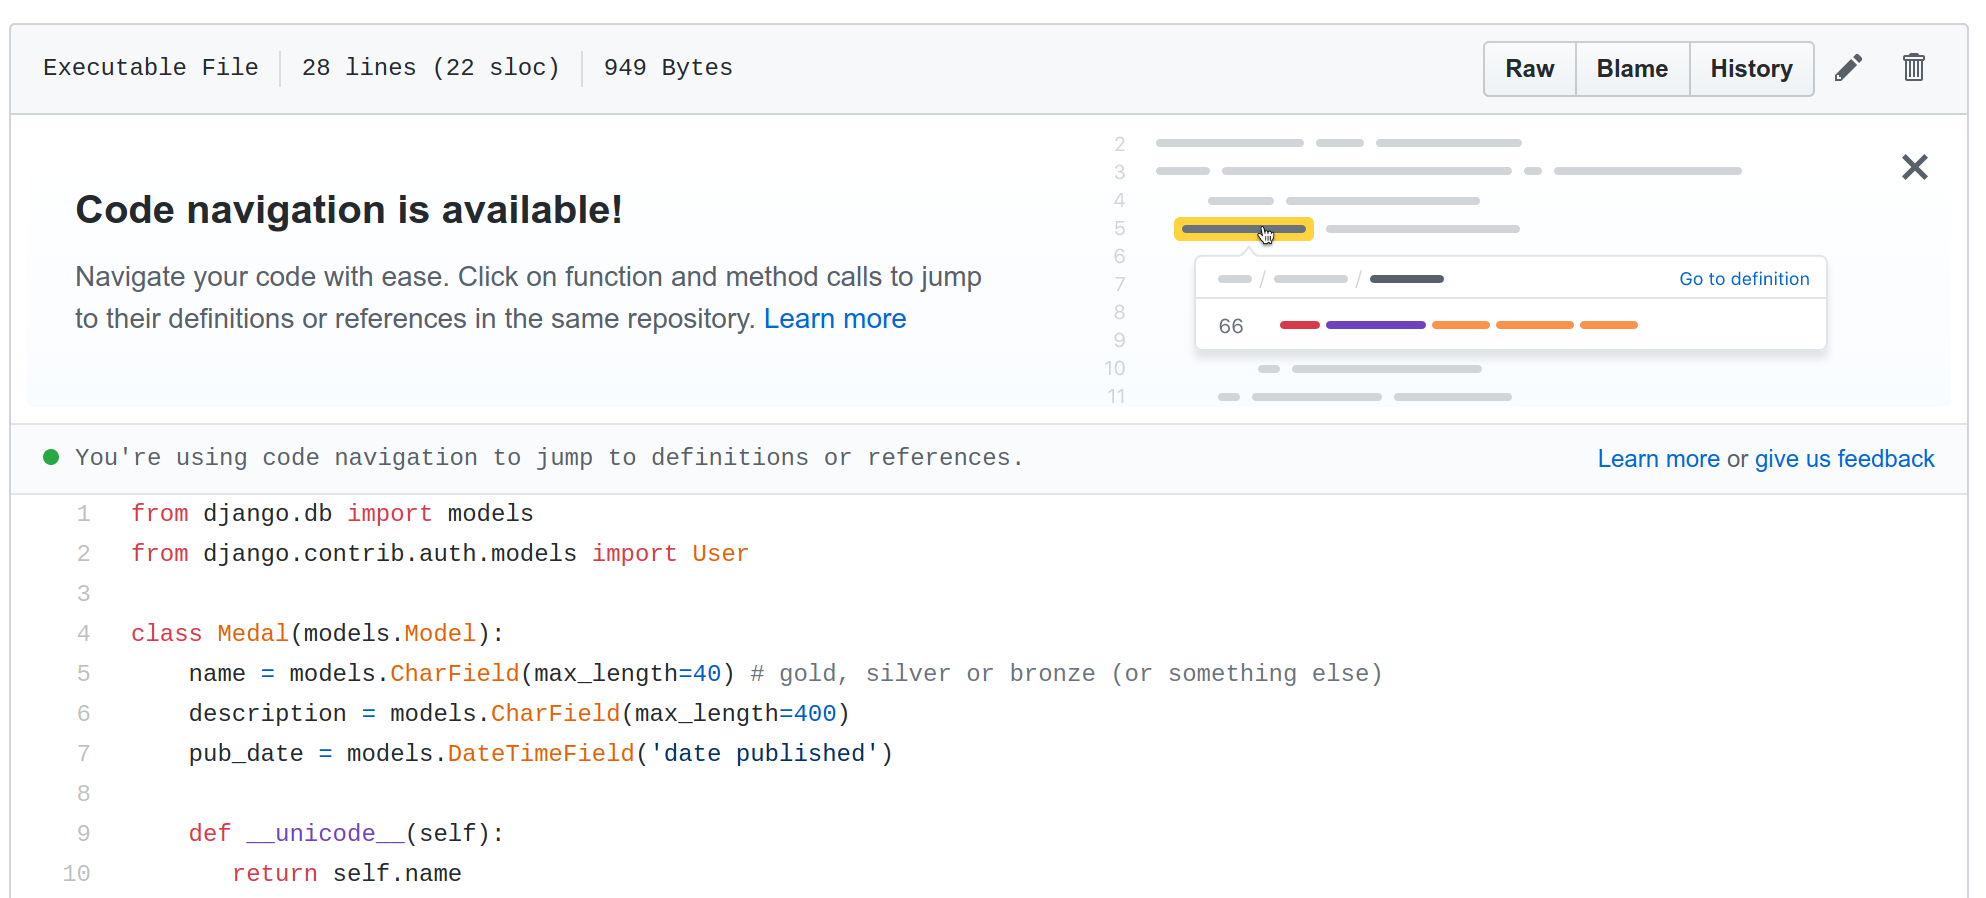 Executable File 28 lines (22 sloc) 949 Bytes Raw Blame History
Code navigation is available!
Navigate your code with ease. Click on function and method calls to jump
to their definitions or references in the same repository. Learn more
2
3
4
5
6
7
8
9
10
11
Go to definition
66
You're using code navigation to jump to definitions or references. Learn more or give us feedback
1 from django.db import models
2 from django.contrib.auth.models import User
3
4 class Medal(models.Model):
5     name = models.CharField(max_length=40) # gold, silver or bronze (or something else)
6     description = models.CharField(max_length=400)
7     pub_date = models.DateTimeField('date published')
8
9     def __unicode__(self):
10        return self.name